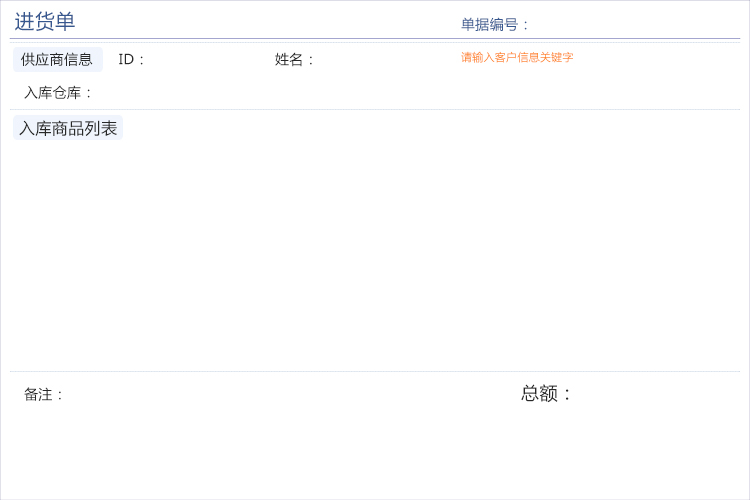 进货单
单据编号：
供应商信息 ID： 姓名： 请输入客户信息关键字
入库仓库：
入库商品列表
备注： 总额：